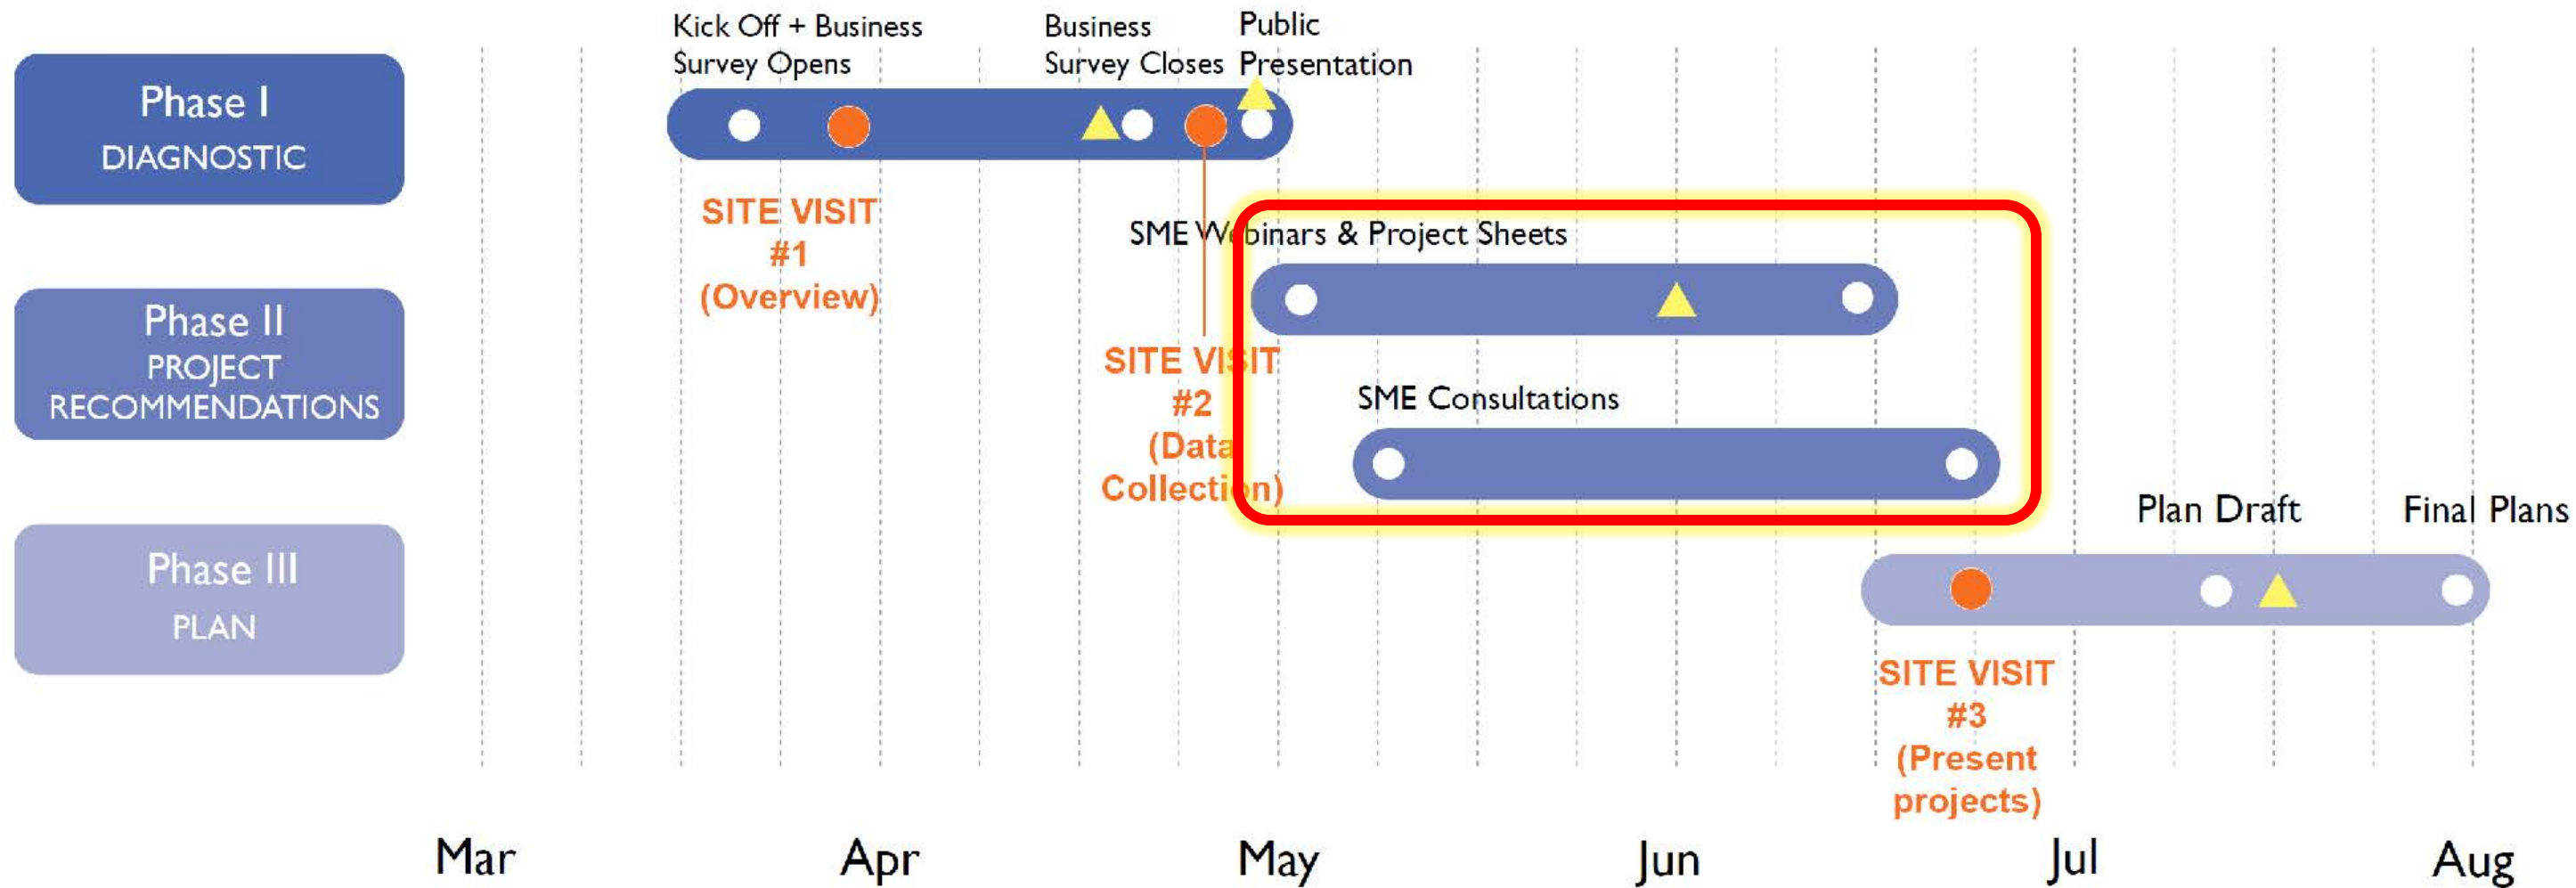 Kick Off + Business
Survey Opens
Business
Survey Closes
Public
Presentation
Phase I
DIAGNOSTIC
SITE VISIT
#1
(Overview)
SME Webinars & Project Sheets
Phase II
PROJECT
RECOMMENDATIONS
SITE VISIT
#2
(Data
Collection)
SME Consultations
Phase III
PLAN
Plan Draft
Final Plans
SITE VISIT
#3
(Present
projects)
Mar
Apr
May
Jun
Jul
Aug